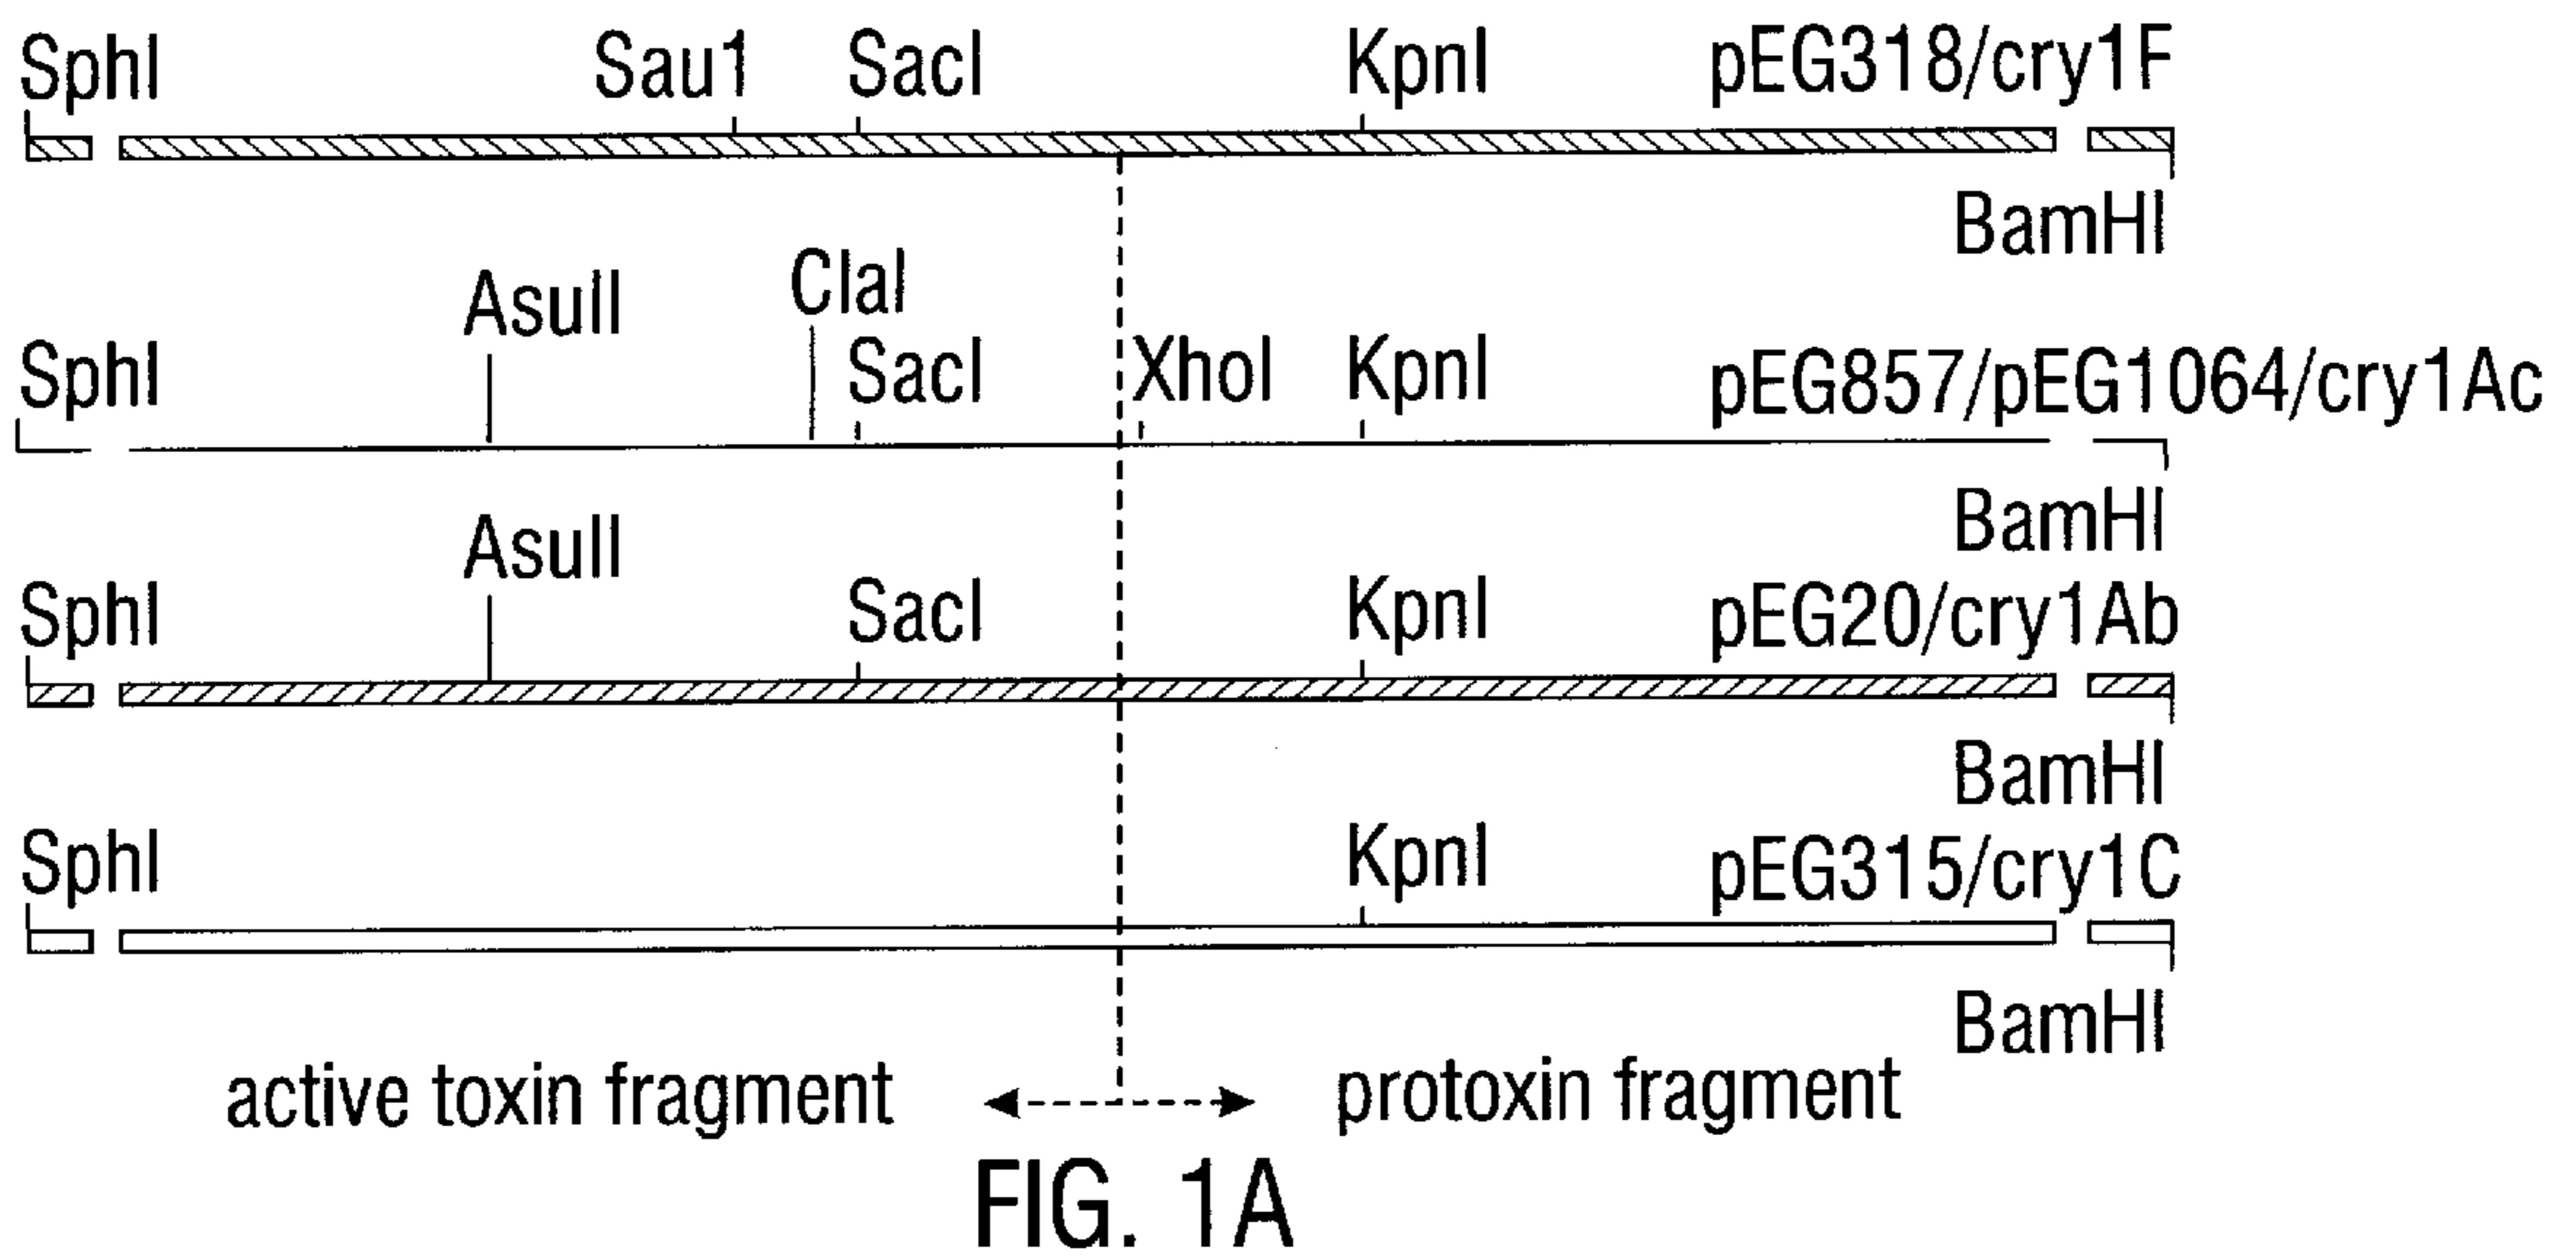 SphI Sau1 SacI KpnI pEG318/cry1F
BamHI
AsuII ClaI
SphI SacI XhoI KpnI pEG857/pEG1064/cry1Ac
BamHI
AsuII
SphI SacI KpnI pEG20/cry1Ab
BamHI
SphI KpnI pEG315/cry1C
BamHI
active toxin fragment protoxin fragment
FIG. 1A